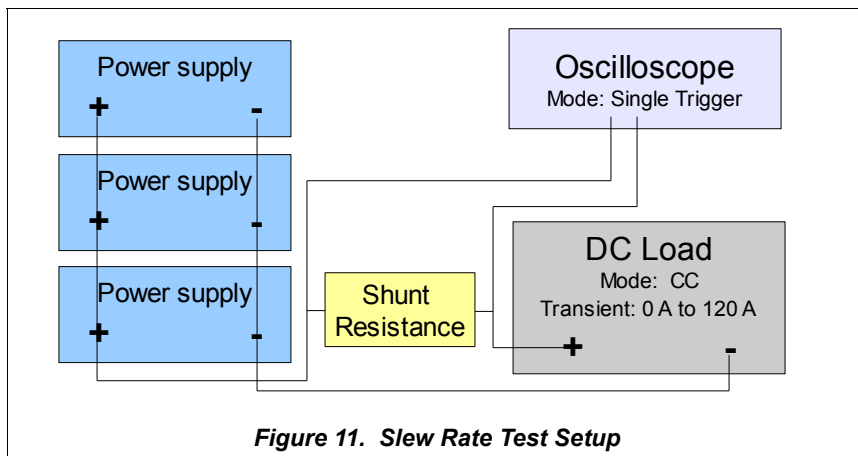 Power supply
+ -
Power supply
+ -
Power supply
+ -
Oscilloscope
Mode: Single Trigger
Shunt
Resistance
DC Load
Mode: CC
Transient: 0 A to 120 A
+ -
Figure 11. Slew Rate Test Setup